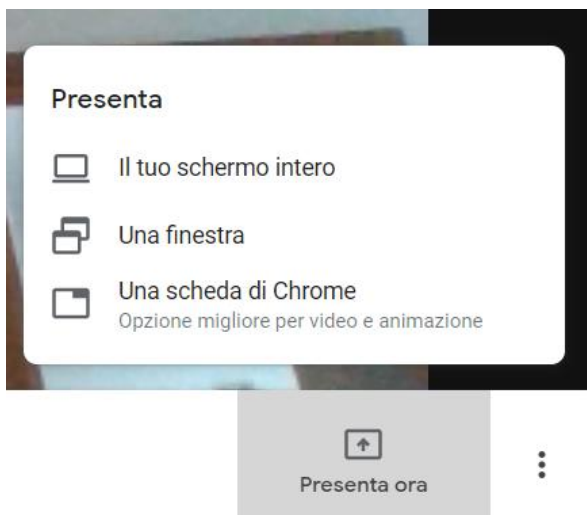 Presenta
Il tuo schermo intero
Una finestra
Una scheda di Chrome
Opzione migliore per video e animazione
Presenta ora